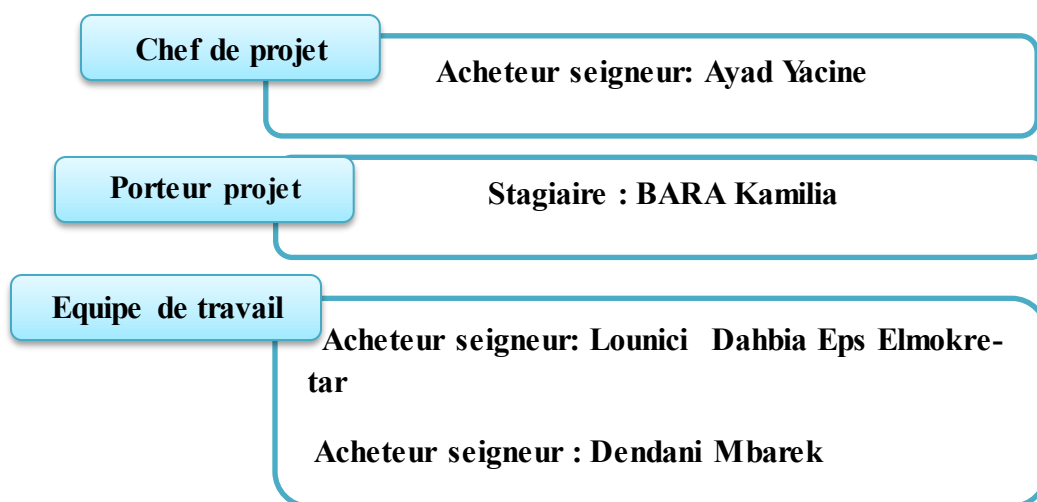 Chef de projet
Acheteur seigneur: Ayad Yacine
Porteur projet
Stagiaire : BARA Kamilia
Equipe de travail
Acheteur seigneur: Lounici Dahbia Eps Elmokre-
tar
Acheteur seigneur : Dendani Mbarek